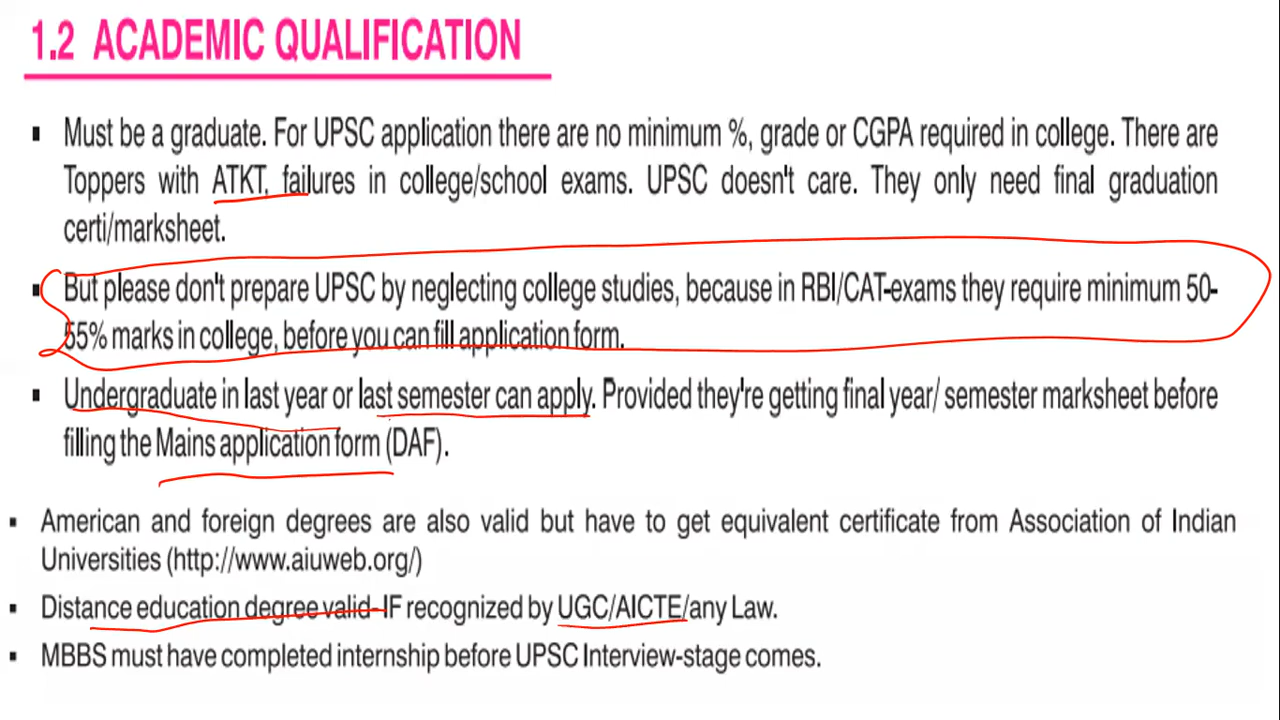 1.2 ACADEMIC QUALIFICATION
▪ Must be a graduate. For UPSC application there are no minimum %, grade or CGPA required in college. There are
Toppers with ATKT, failures in college/school exams. UPSC doesn't care. They only need final graduation
certi/marksheet.
▪ But please don't prepare UPSC by neglecting college studies, because in RBI/CAT-exams they require minimum 50-
55% marks in college, before you can fill application form.
▪ Undergraduate in last year or last semester can apply. Provided they're getting final year/ semester marksheet before
filling the Mains application form (DAF).
▪ American and foreign degrees are also valid but have to get equivalent certificate from Association of Indian
Universities (http://www.aiuweb.org/)
▪ Distance education degree valid-IF recognized by UGC/AICTE/any Law.
▪ MBBS must have completed internship before UPSC Interview-stage comes.